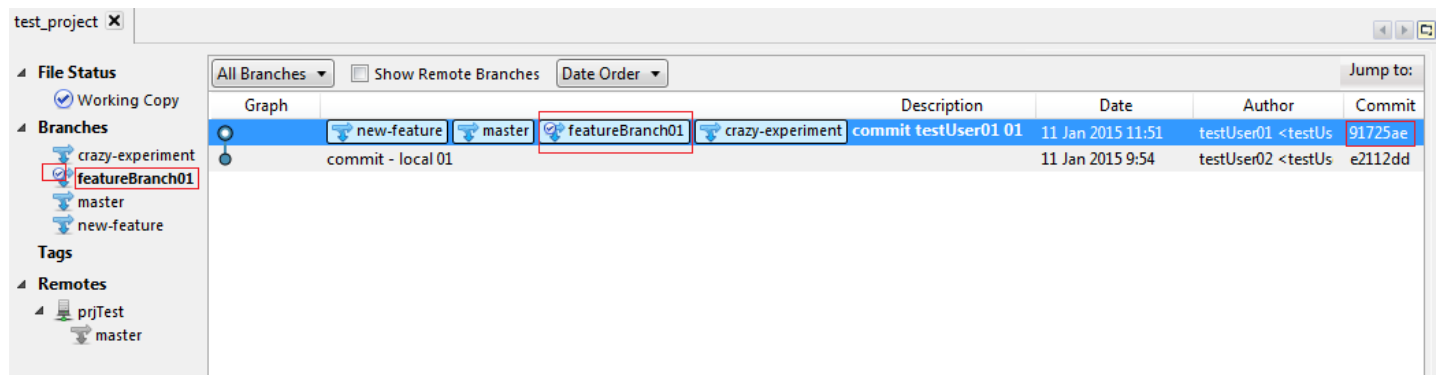 test_project
File Status
Working Copy
Branches
crazy-experiment
featureBranch01
master
new-feature
Tags
Remotes
prjTest
master
All Branches Show Remote Branches Date Order Jump to:
Graph Description Date Author Commit
new-feature master featureBranch01 crazy-experiment commit testUser01 01 11 Jan 2015 11:51 testUser01 <testUs 91725ae
commit - local 01 11 Jan 2015 9:54 testUser02 <testUs e2112dd